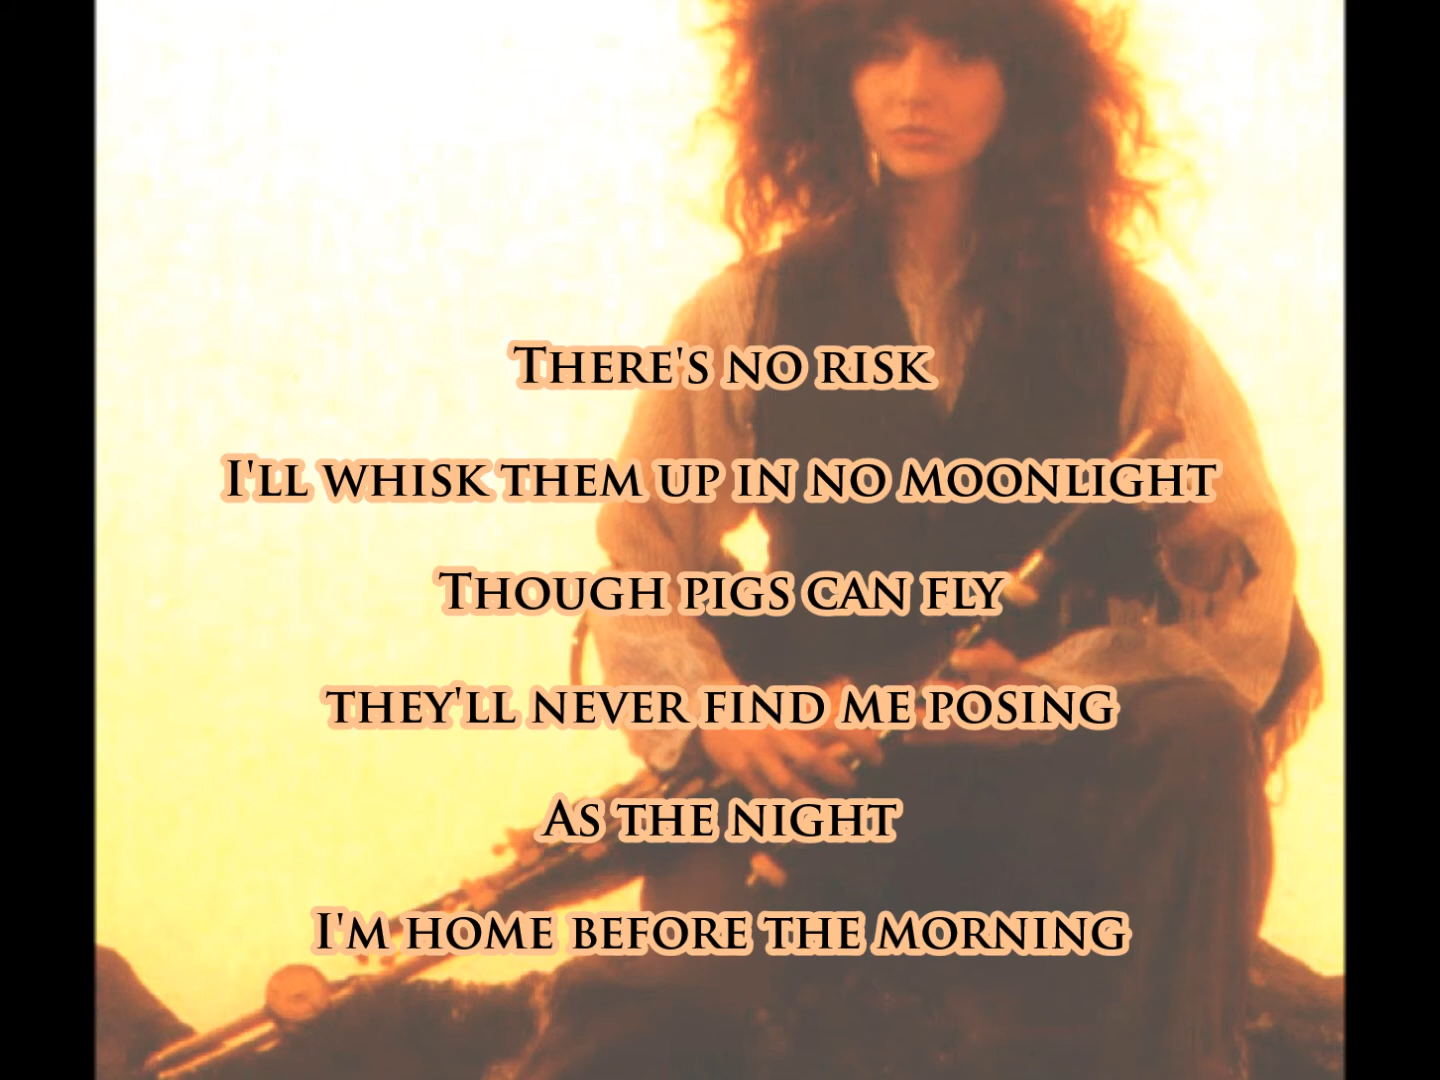 There's no risk
I'll whisk them up in no moonlight
Though pigs can fly
they'll never find me posing
As the night
I'm home before the morning